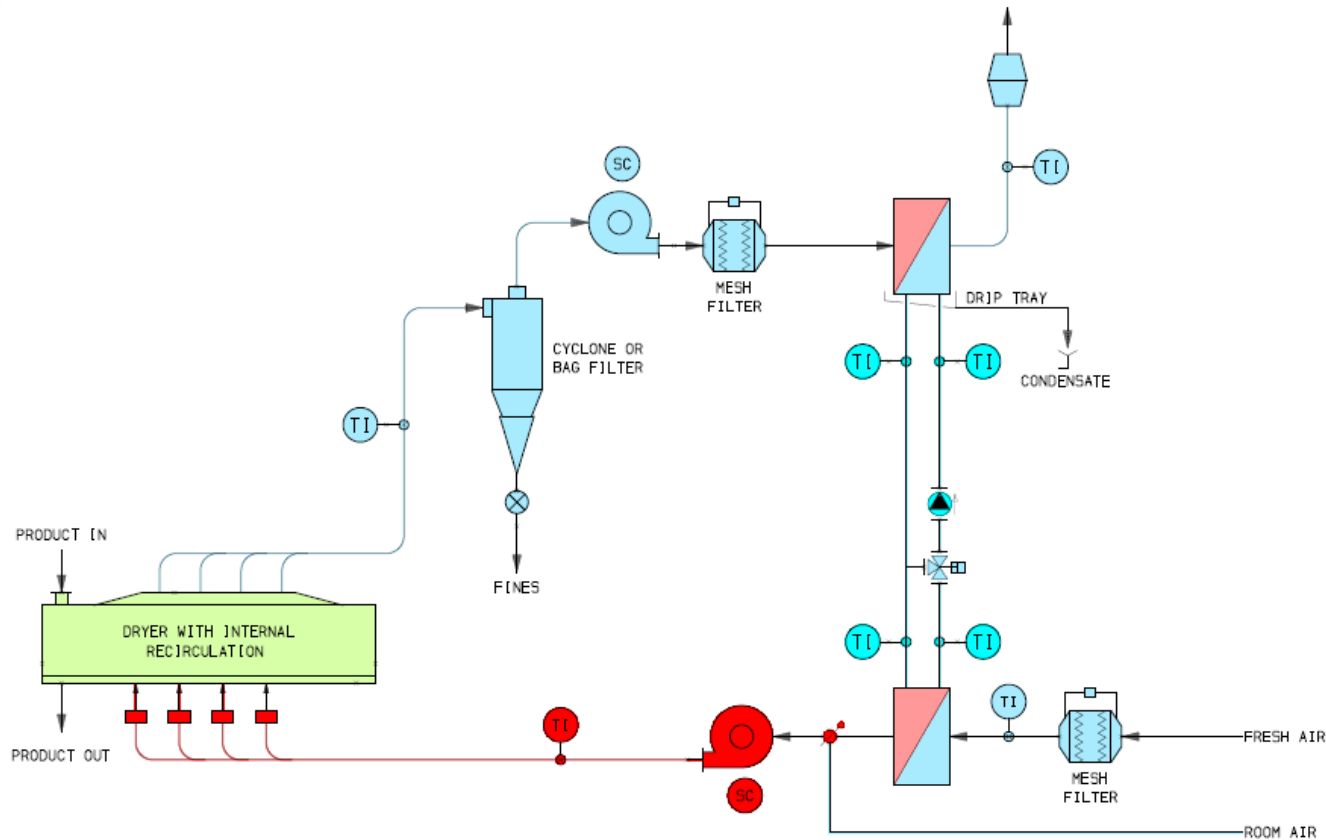 SC
TI
MESH
FILTER
DRIP TRAY
CYCLONE OR
BAG FILTER
TI
TI
CONDENSATE
TI
PRODUCT IN
FINES
DRYER WITH INTERNAL
RECIRCULATION
TI
TI
TI
TI
PRODUCT OUT
FRESH AIR
SC
MESH
FILTER
ROOM AIR